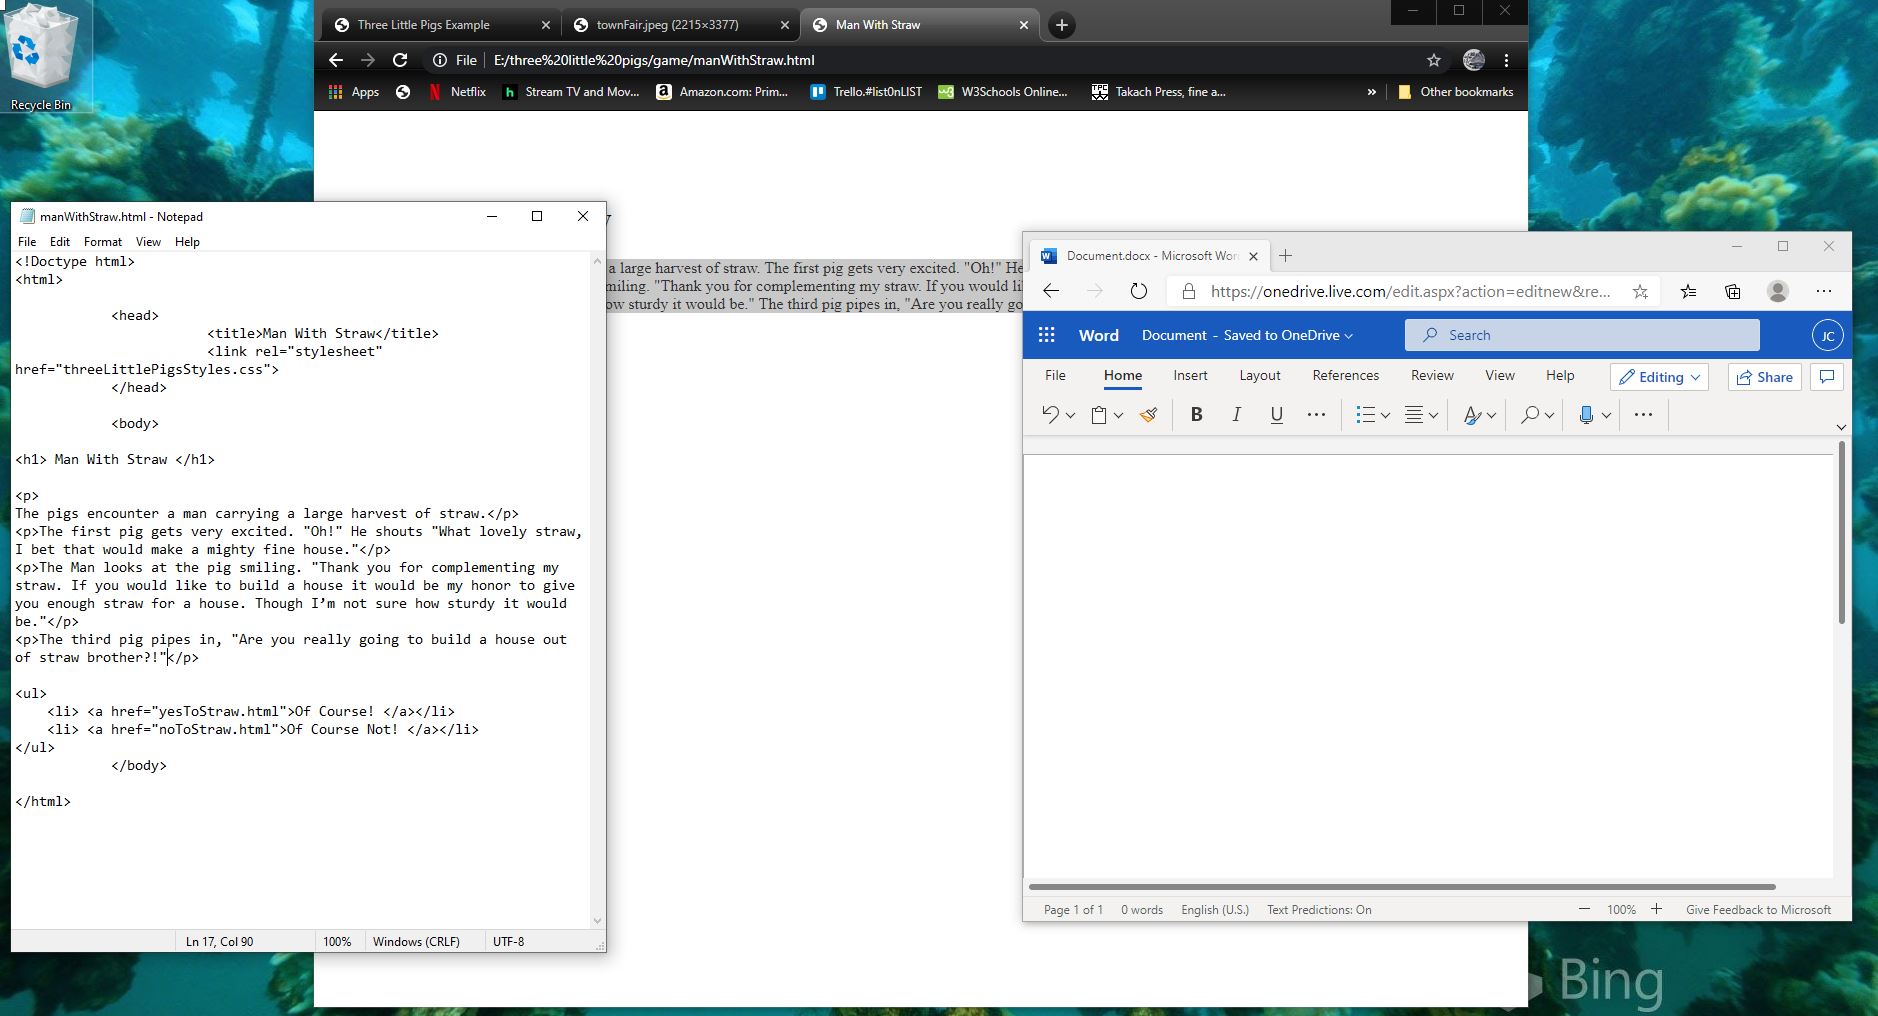 Recycle Bin
Three Little Pigs Example
townFair.jpeg (2215×3377)
Man With Straw
File E:/three%20little%20pigs/game/manWithStraw.html
Apps Netflix Stream TV and Mov... Amazon.com: Prim... Trello.#list0nLIST W3Schools Online... TPC Takach Press, fine a... » Other bookmarks
a large harvest of straw. The first pig gets very excited. "Oh!" He
miling. "Thank you for complementing my straw. If you would li
ow sturdy it would be." The third pig pipes in, "Are you really go
manWithStraw.html - Notepad
File Edit Format View Help
<!Doctype html>
<html>
<head>
<title>Man With Straw</title>
<link rel="stylesheet"
href="threeLittlePigsStyles.css">
</head>
<body>
<h1> Man With Straw </h1>
<p>
The pigs encounter a man carrying a large harvest of straw.</p>
<p>The first pig gets very excited. "Oh!" He shouts "What lovely straw,
I bet that would make a mighty fine house."</p>
<p>The Man looks at the pig smiling. "Thank you for complementing my
straw. If you would like to build a house it would be my honor to give
you enough straw for a house. Though I’m not sure how sturdy it would
be."</p>
<p>The third pig pipes in, "Are you really going to build a house out
of straw brother?!"</p>
<ul>
<li> <a href="yesToStraw.html">Of Course! </a></li>
<li> <a href="noToStraw.html">Of Course Not! </a></li>
</ul>
</body>
</html>
Ln 17, Col 90 100% Windows (CRLF) UTF-8
Document.docx - Microsoft Wor
https://onedrive.live.com/edit.aspx?action=editnew&re...
Word Document - Saved to OneDrive Search JC
File Home Insert Layout References Review View Help Editing Share
B I U ...
Page 1 of 1 0 words English (U.S.) Text Predictions: On 100% Give Feedback to Microsoft
Bing